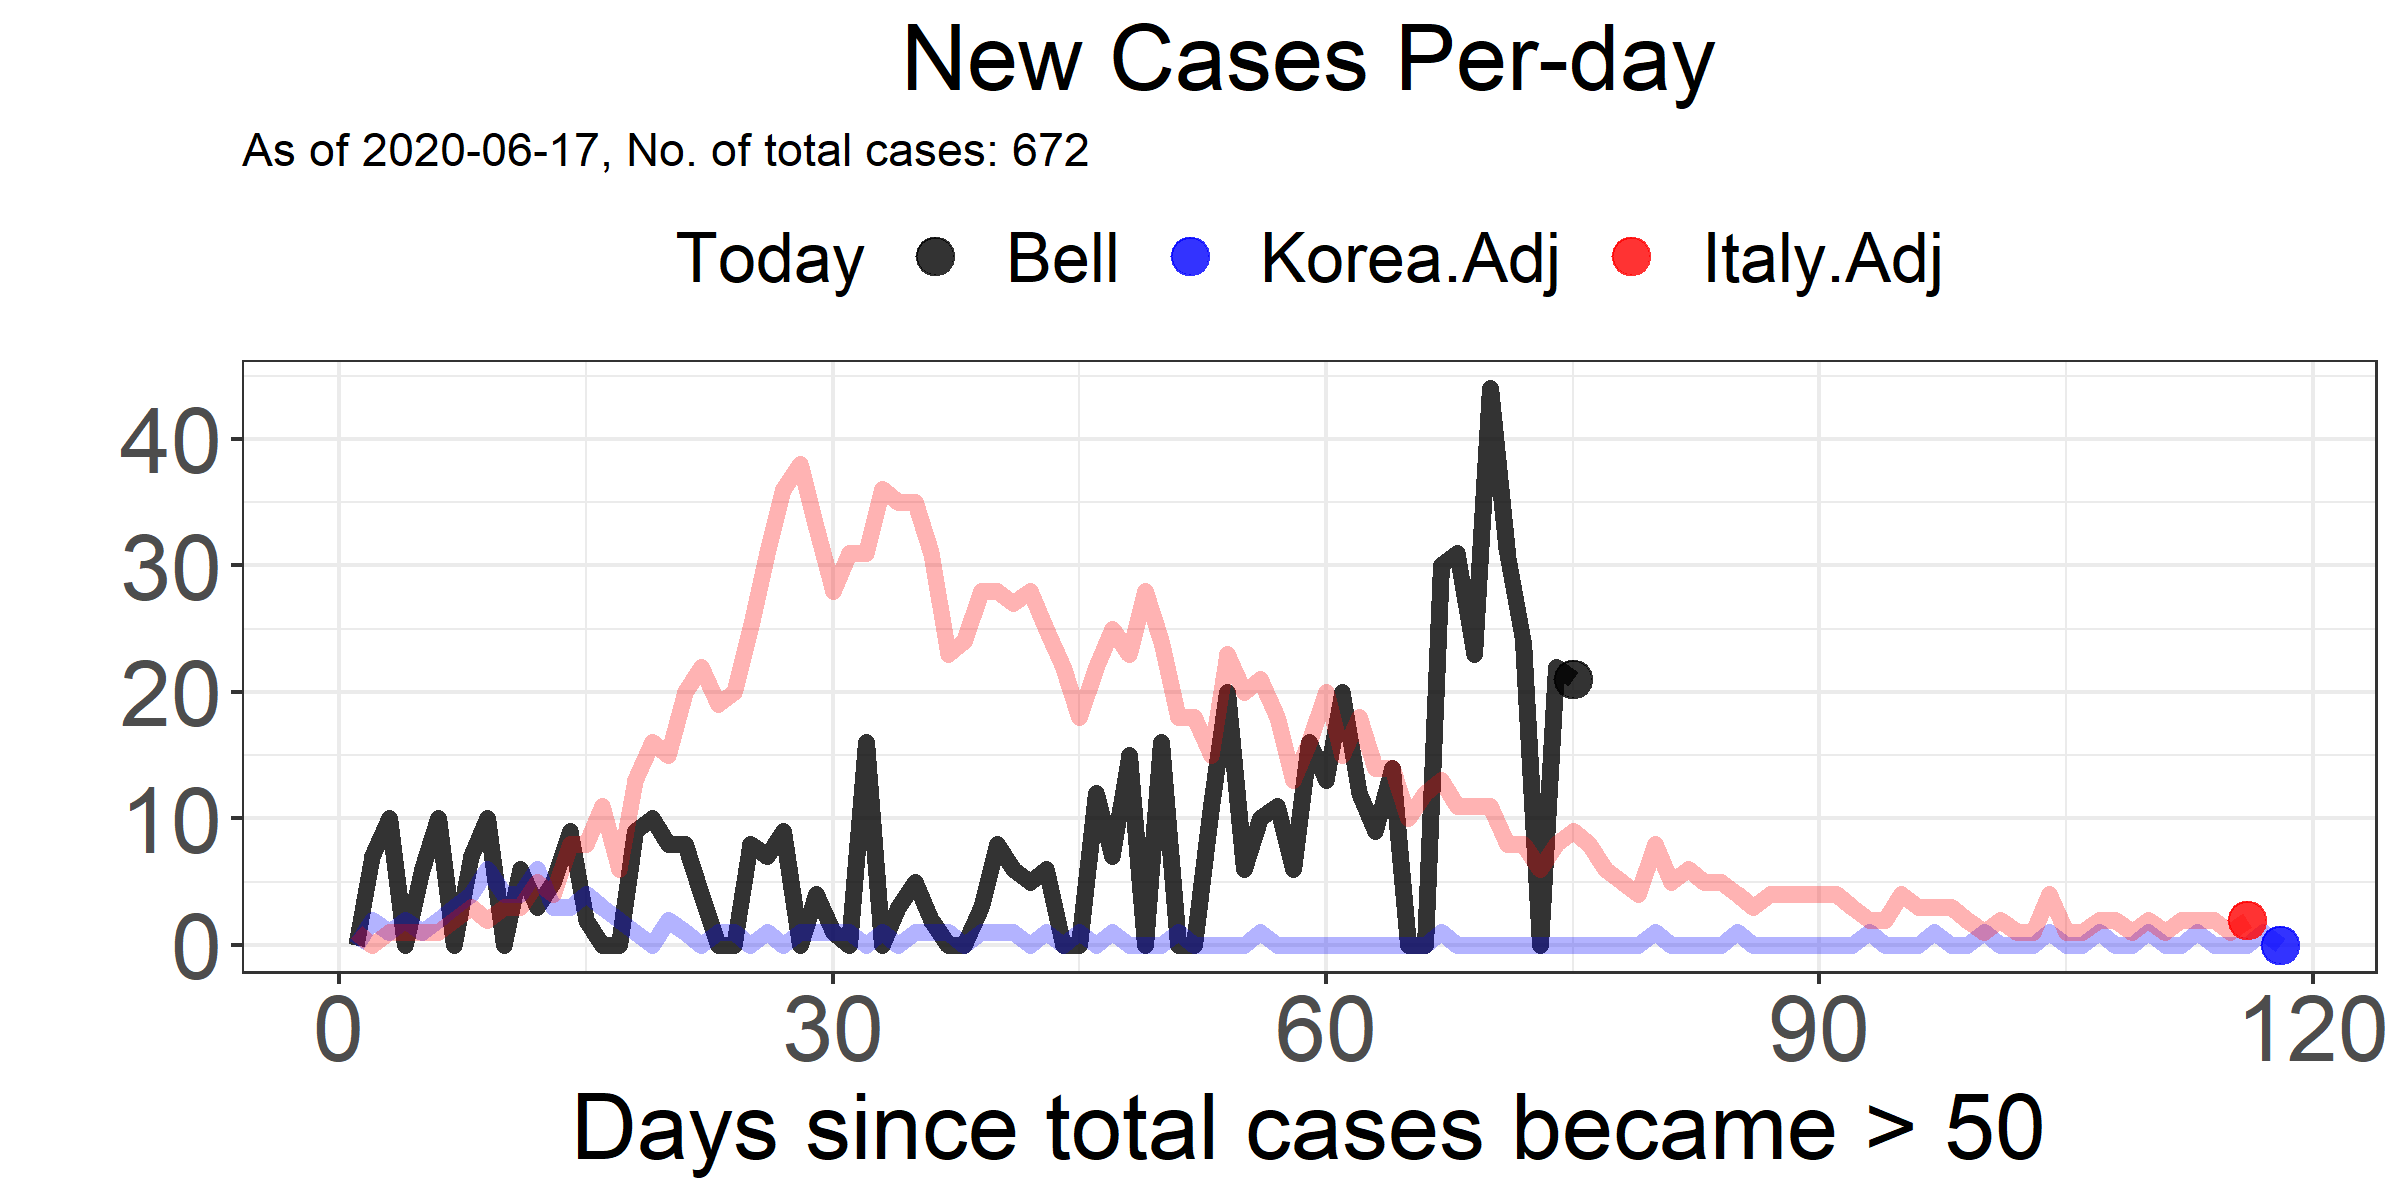 New Cases Per-day
As of 2020-06-17, No. of total cases: 672
Today Bell Korea.Adj Italy.Adj
40
30
20
10
0
0 30 60 90 120
Days since total cases became > 50